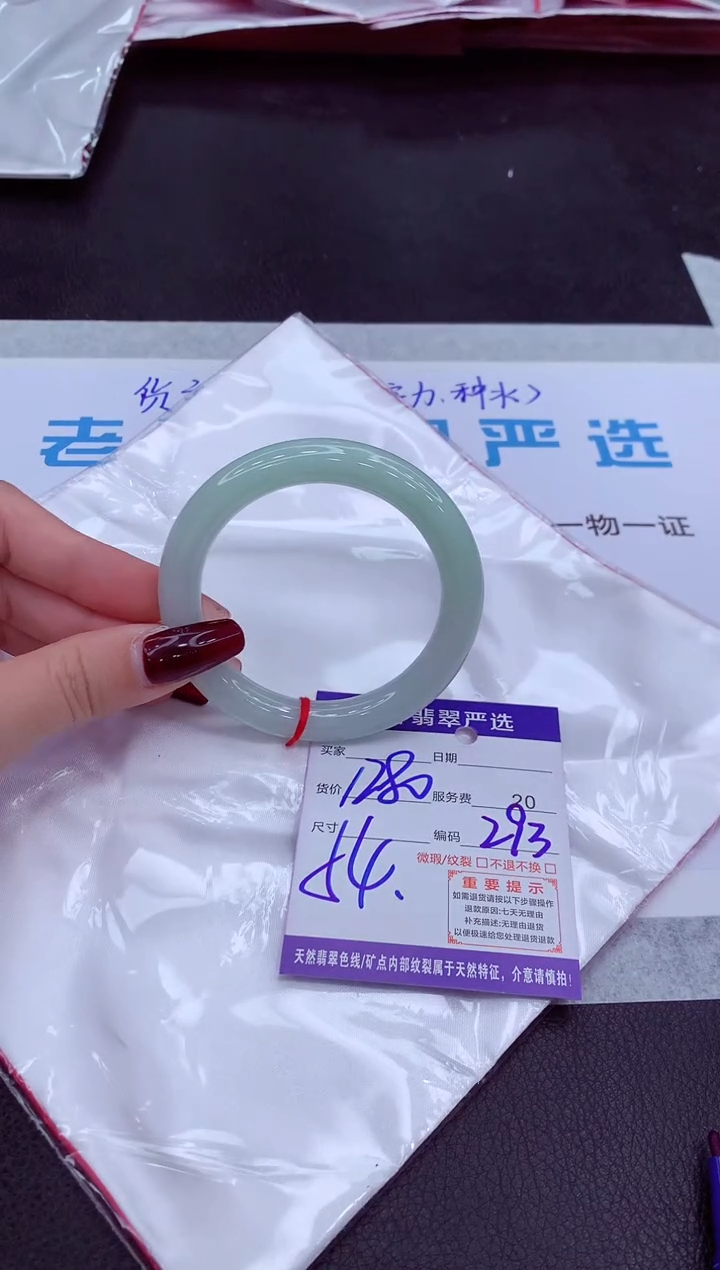 货
力.种水>
老 严选
一物一证
翡翠严选
买家 日期
货价 1280 服务费 20
尺寸 54. 编码 293
微瑕/纹裂 □不退不换 □
重要提示
如需退货请按以下步骤操作
退款原因:七天无理由
补充描述:无理由退货
以便极速给您处理退货退款
天然翡翠色线/矿点内部纹裂属于天然特征，介意请慎拍!